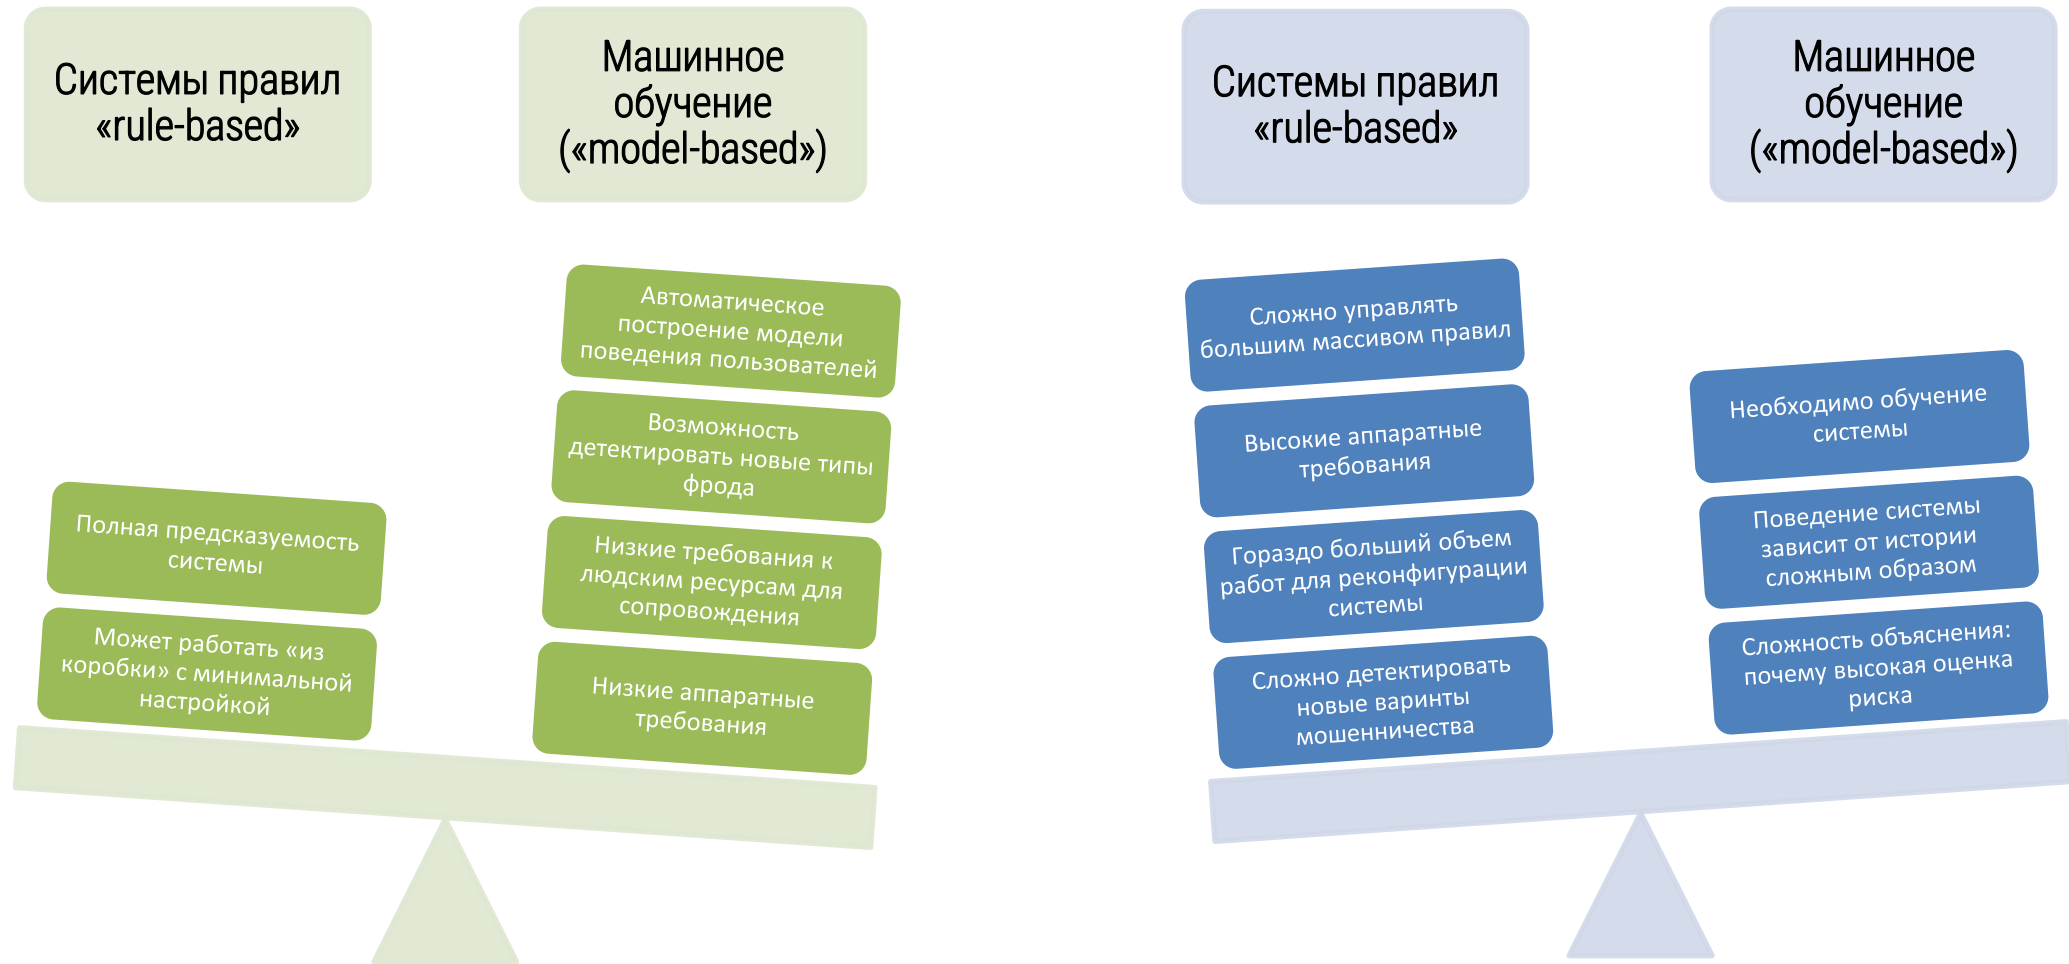 Системы правил
«rule-based»
Машинное
обучение
(«model-based»)
Полная предсказуемость
системы
Может работать «из
коробки» с минимальной
настройкой
Автоматическое
построение модели
поведения пользователей
Возможность
детектировать новые типы
фрода
Низкие требования к
людским ресурсам для
сопровождения
Низкие аппаратные
требования
Системы правил
«rule-based»
Машинное
обучение
(«model-based»)
Сложно управлять
большим массивом правил
Высокие аппаратные
требования
Гораздо больший объем
работ для реконфигурации
системы
Сложно детектировать
новые варинты
мошенничества
Необходимо обучение
системы
Поведение системы
зависит от истории
сложным образом
Сложность объяснения:
почему высокая оценка
риска